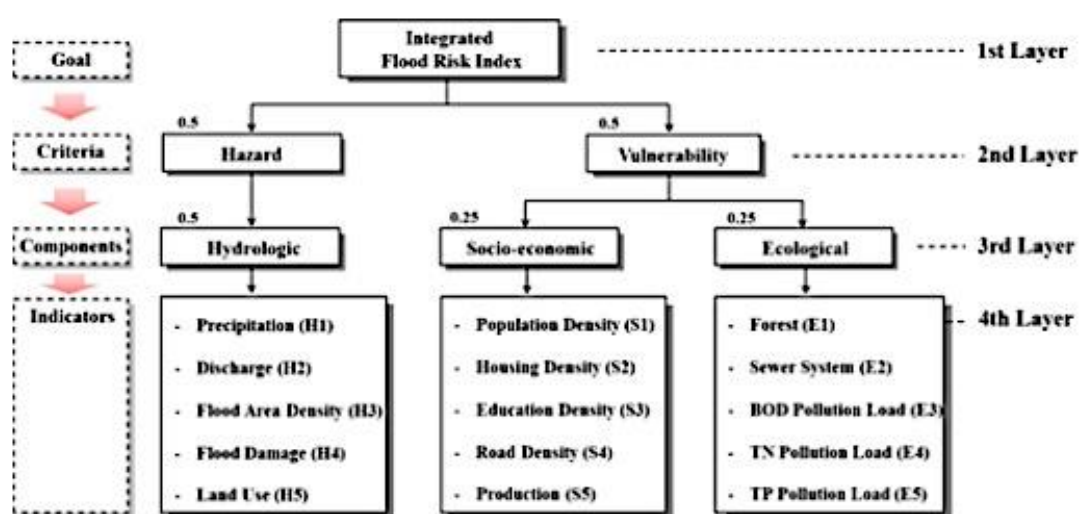 Integrated
Flood Risk Index
1st Layer
Goal
0.5
0.5
Criteria
Hazard
Vulnerability
2nd Layer
0.5
0.25
0.25
Components
Hydrologic
Socio-economic
Ecological
3rd Layer
Indicators
4th Layer
- Precipitation (H1)
- Discharge (H2)
- Flood Area Density (H3)
- Flood Damage (H4)
- Land Use (H5)
- Population Density (S1)
- Housing Density (S2)
- Education Density (S3)
- Road Density (S4)
- Production (S5)
- Forest (E1)
- Sewer System (E2)
- BOD Pollution Load (E3)
- TN Pollution Load (E4)
- TP Pollution Load (E5)